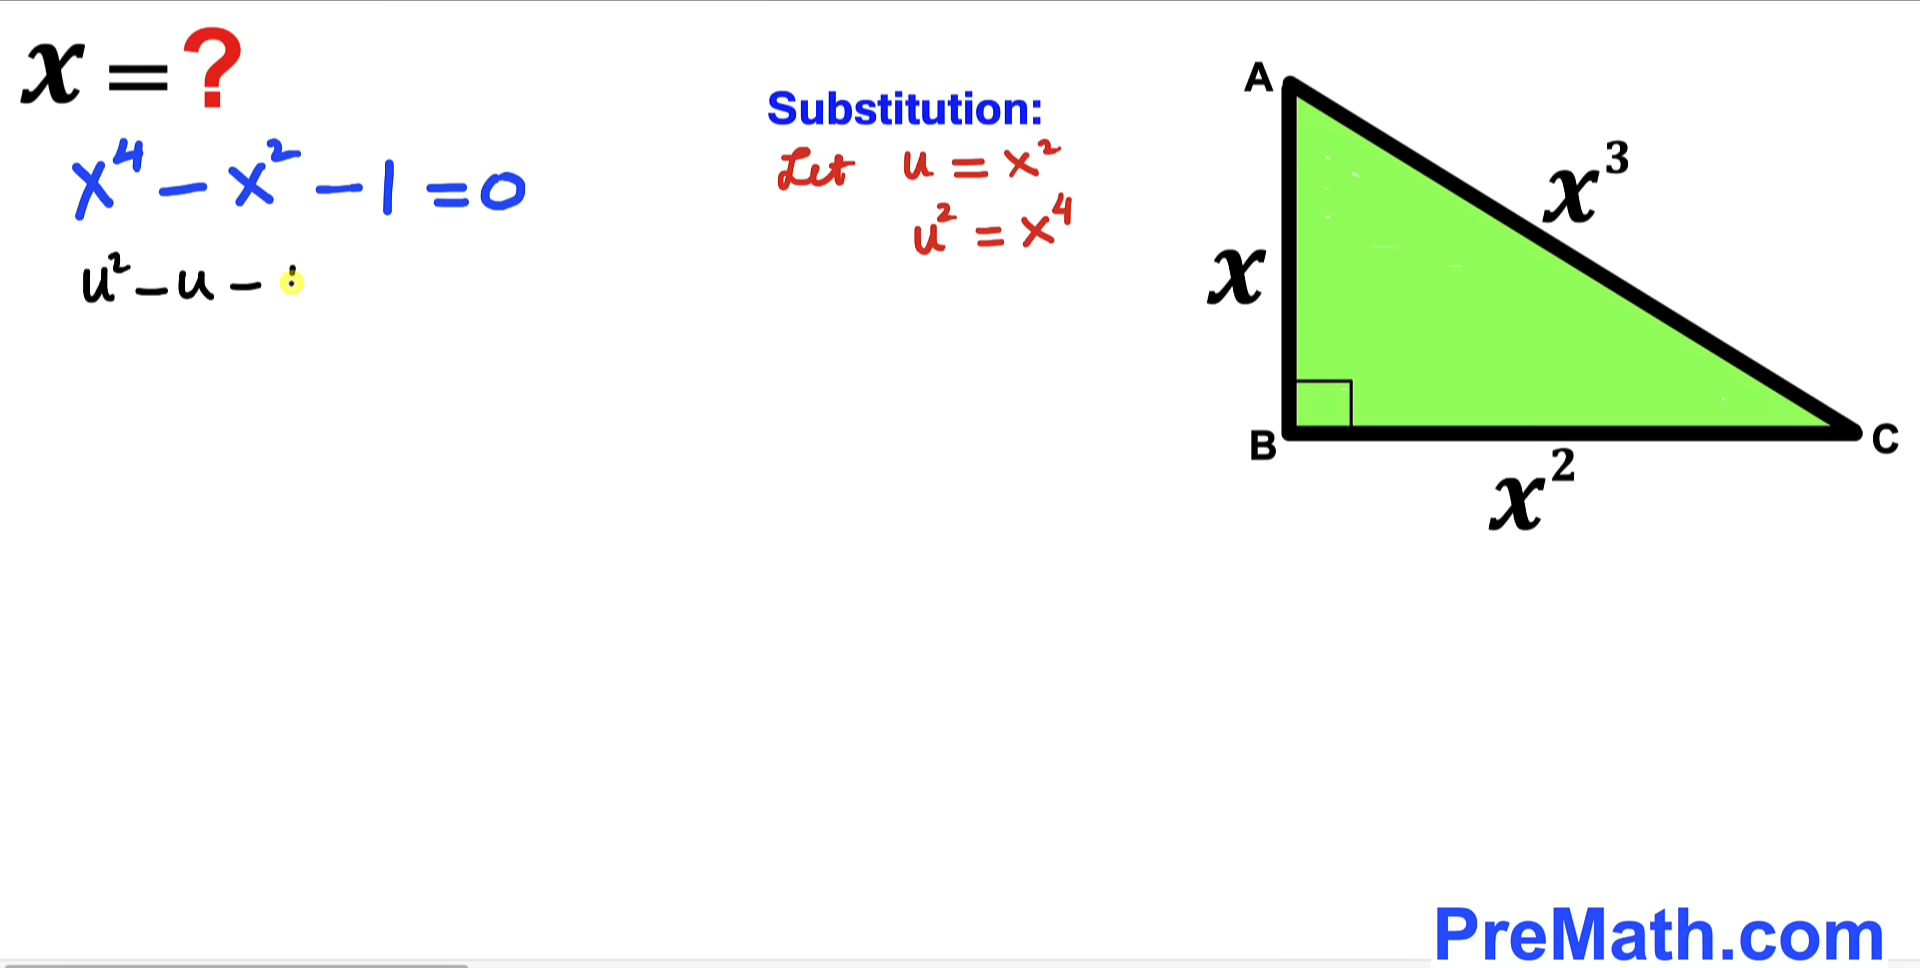 x = ?
x⁴ − x² − 1 = 0
u² − u −
Substitution:
Let u = x²
u² = x⁴
A
x³
x
B
C
x²
PreMath.com